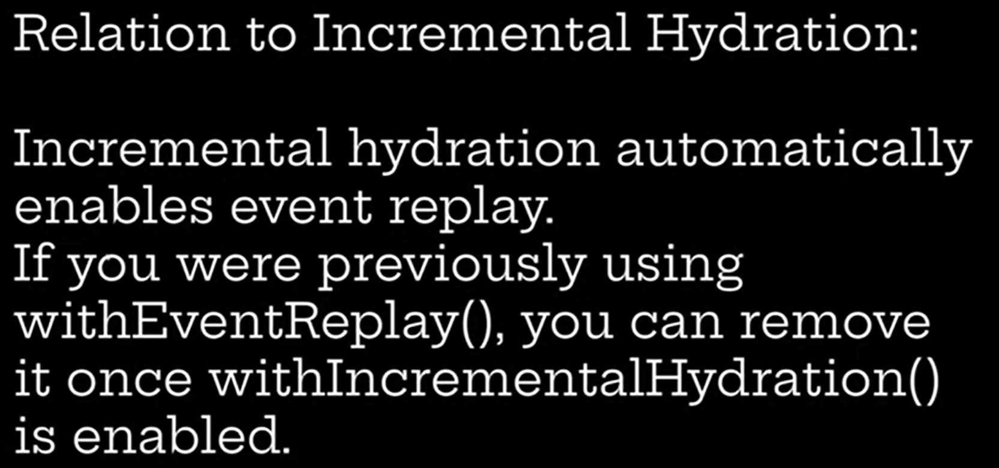 Relation to Incremental Hydration:
Incremental hydration automatically
enables event replay.
If you were previously using
withEventReplay(), you can remove
it once withIncrementalHydration()
is enabled.